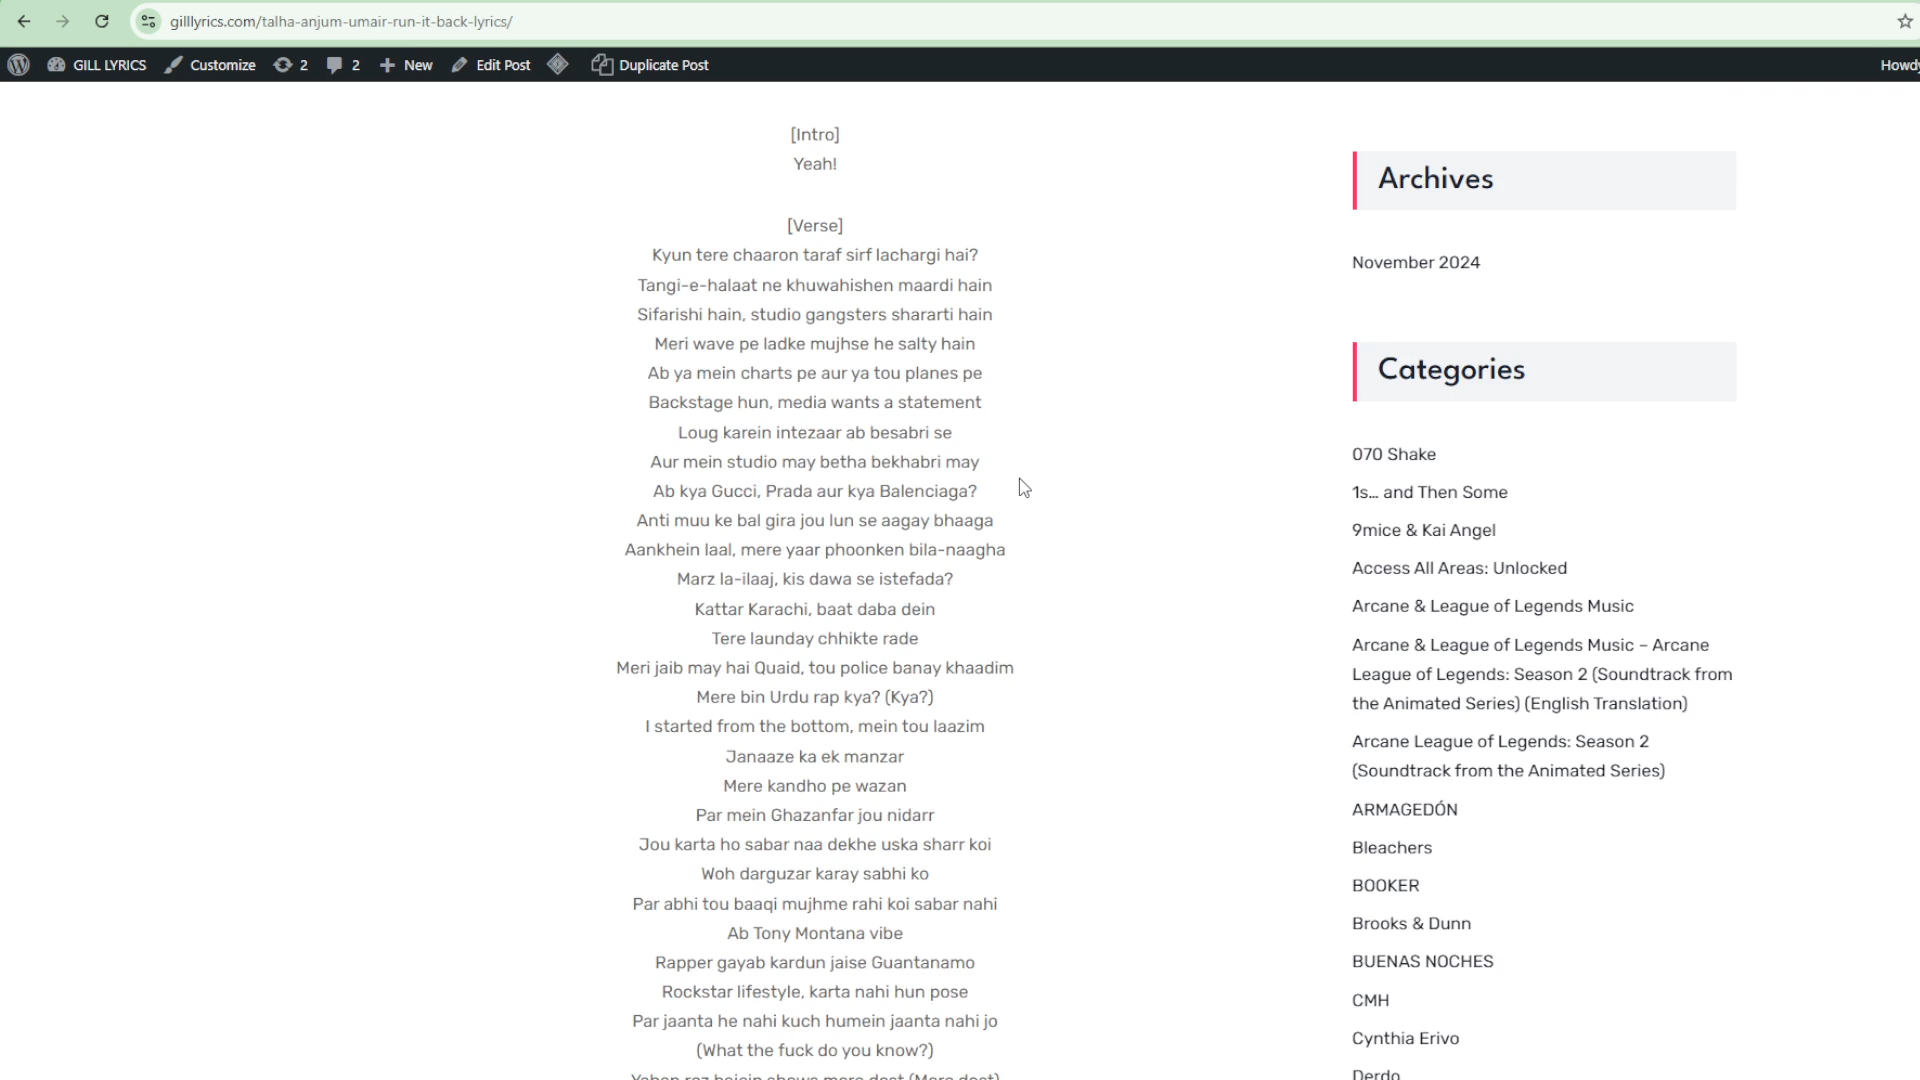 gilllyrics.com/talha-anjum-umair-run-it-back-lyrics/
GILL LYRICS Customize 2 2 New Edit Post Duplicate Post Howdy
[Intro]
Yeah!
[Verse]
Kyun tere chaaron taraf sirf lachargi hai?
Tangi-e-halaat ne khuwahishen maardi hain
Sifarishi hain, studio gangsters shararti hain
Meri wave pe ladke mujhse he salty hain
Ab ya mein charts pe aur ya tou planes pe
Backstage hun, media wants a statement
Loug karein intezaar ab besabri se
Aur mein studio may betha bekhabri may
Ab kya Gucci, Prada aur kya Balenciaga?
Anti muu ke bal gira jou lun se aagay bhaaga
Aankhein laal, mere yaar phoonken bila-naagha
Marz la-ilaaj, kis dawa se istefada?
Kattar Karachi, baat daba dein
Tere launday chhikte rade
Meri jaib may hai Quaid, tou police banay khaadim
Mere bin Urdu rap kya? (Kya?)
I started from the bottom, mein tou laazim
Janaaze ka ek manzar
Mere kandho pe wazan
Par mein Ghazanfar jou nidarr
Jou karta ho sabar naa dekhe uska sharr koi
Woh darguzar karay sabhi ko
Par abhi tou baaqi mujhme rahi koi sabar nahi
Ab Tony Montana vibe
Rapper gayab kardun jaise Guantanamo
Rockstar lifestyle, karta nahi hun pose
Par jaanta he nahi kuch humein jaanta nahi jo
(What the fuck do you know?)
Archives
November 2024
Categories
070 Shake
1s… and Then Some
9mice & Kai Angel
Access All Areas: Unlocked
Arcane & League of Legends Music
Arcane & League of Legends Music – Arcane
League of Legends: Season 2 (Soundtrack from
the Animated Series) (English Translation)
Arcane League of Legends: Season 2
(Soundtrack from the Animated Series)
ARMAGEDÓN
Bleachers
BOOKER
Brooks & Dunn
BUENAS NOCHES
CMH
Cynthia Erivo
Derdo